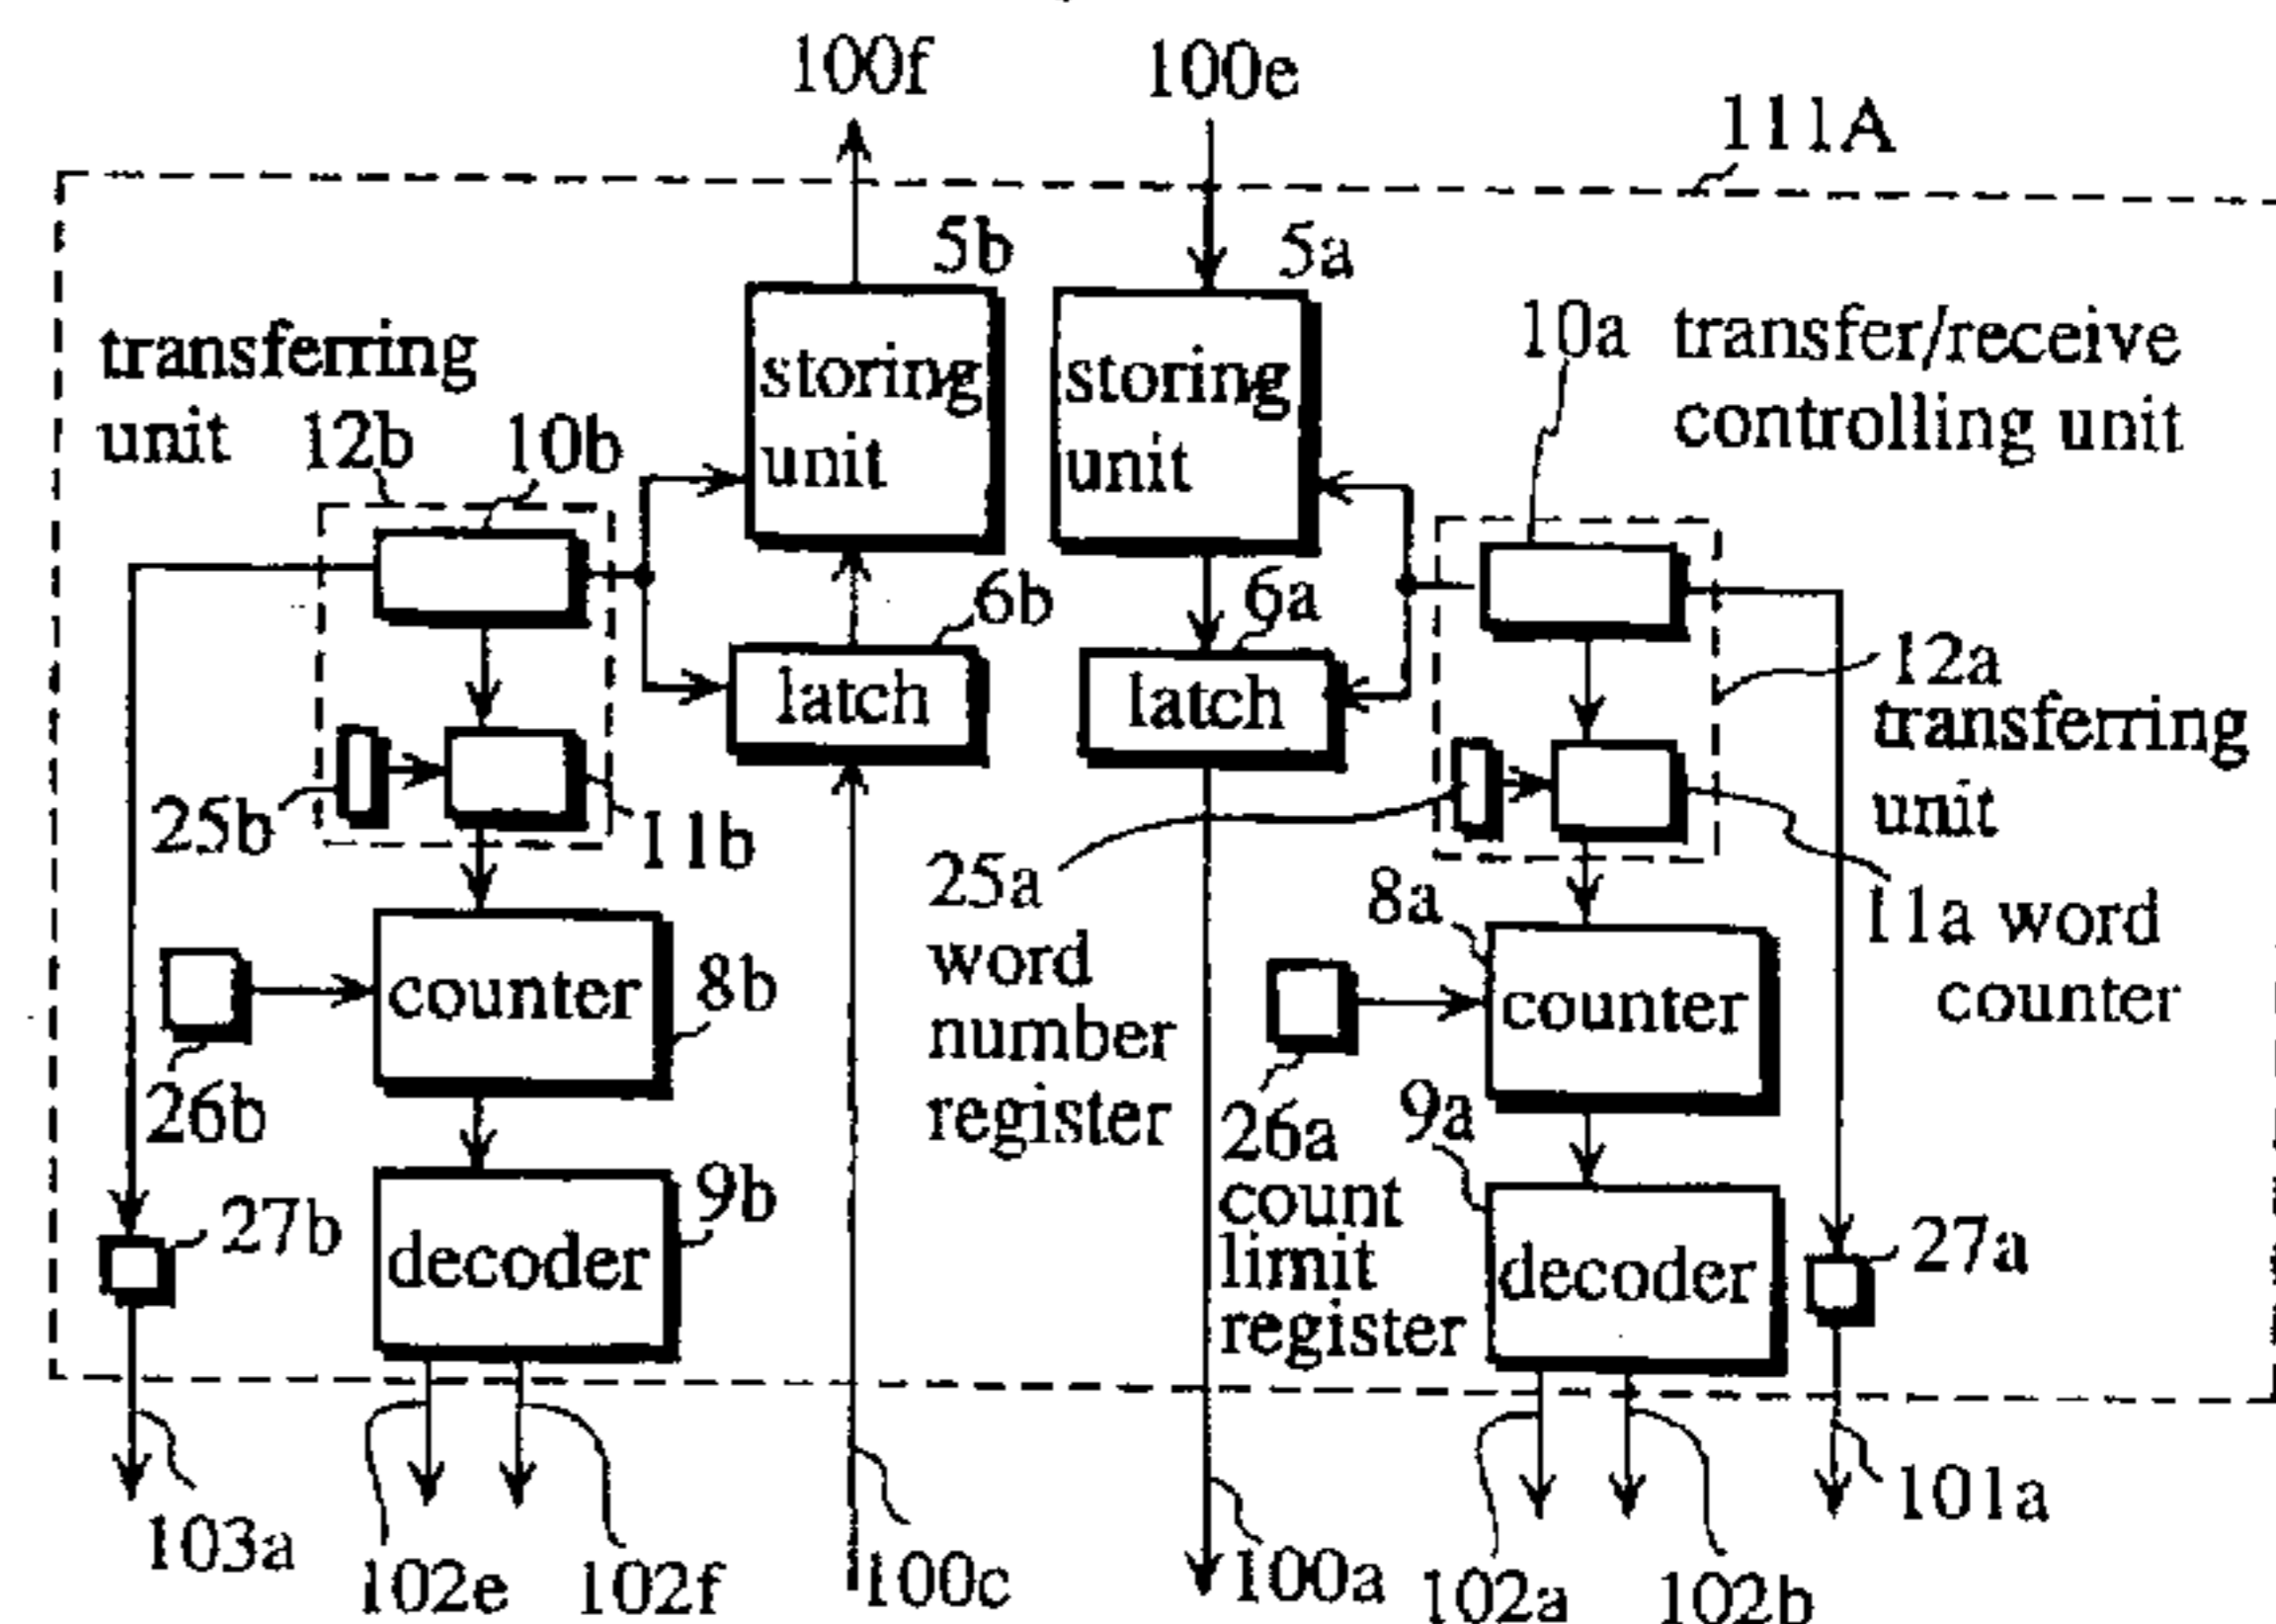 100f
100e
111A
5b
5a
transferring
unit
12b
10b
storing
unit
storing
unit
10a
transfer/receive
controlling unit
6b
6a
latch
latch
12a
transferring
unit
25b
11b
25a
word
number
register
8a
11a word
counter
counter
8b
counter
26b
26a
count
limit
register
9a
27b
decoder
9b
decoder
27a
103a
102e
102f
100c
100a
102a
102b
101a